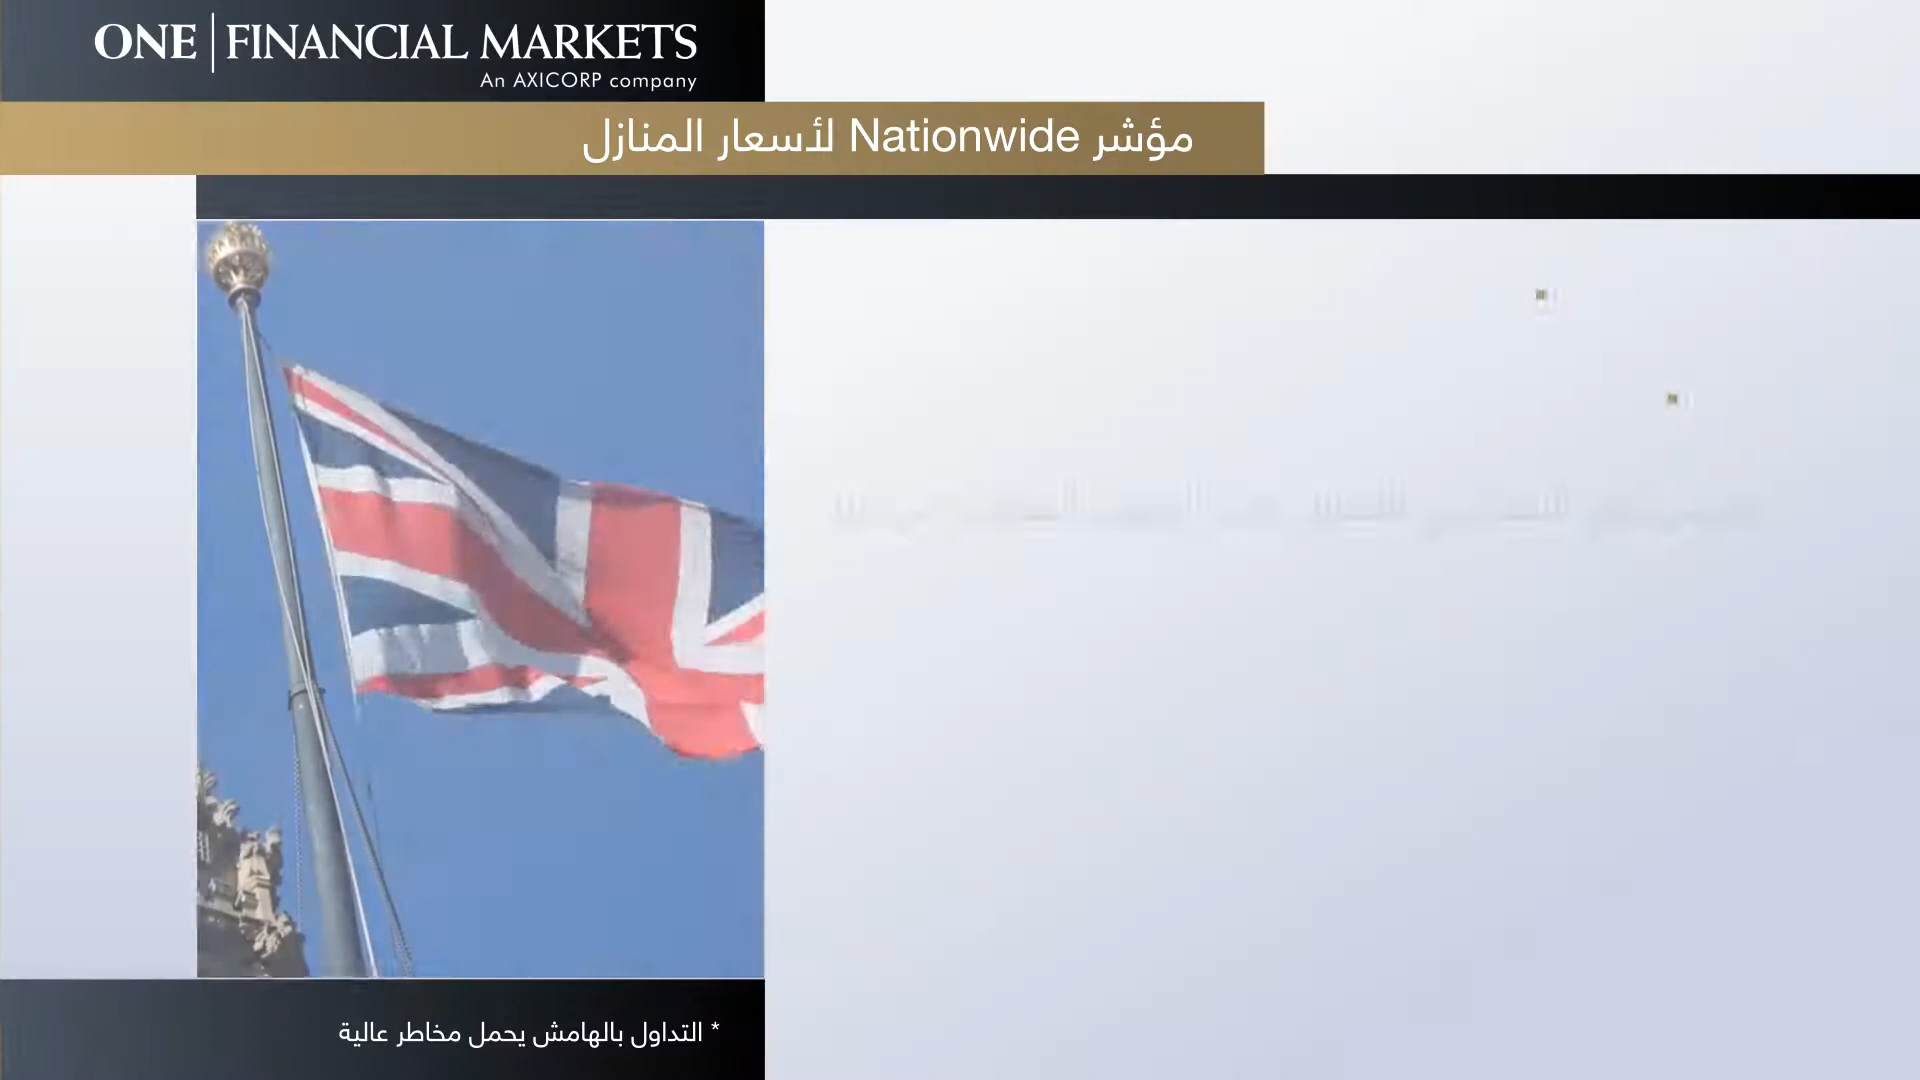 ONE | FINANCIAL MARKETS
An AXICORP company
مؤشر Nationwide لأسعار المنازل
* التداول بالهامش يحمل مخاطر عالية